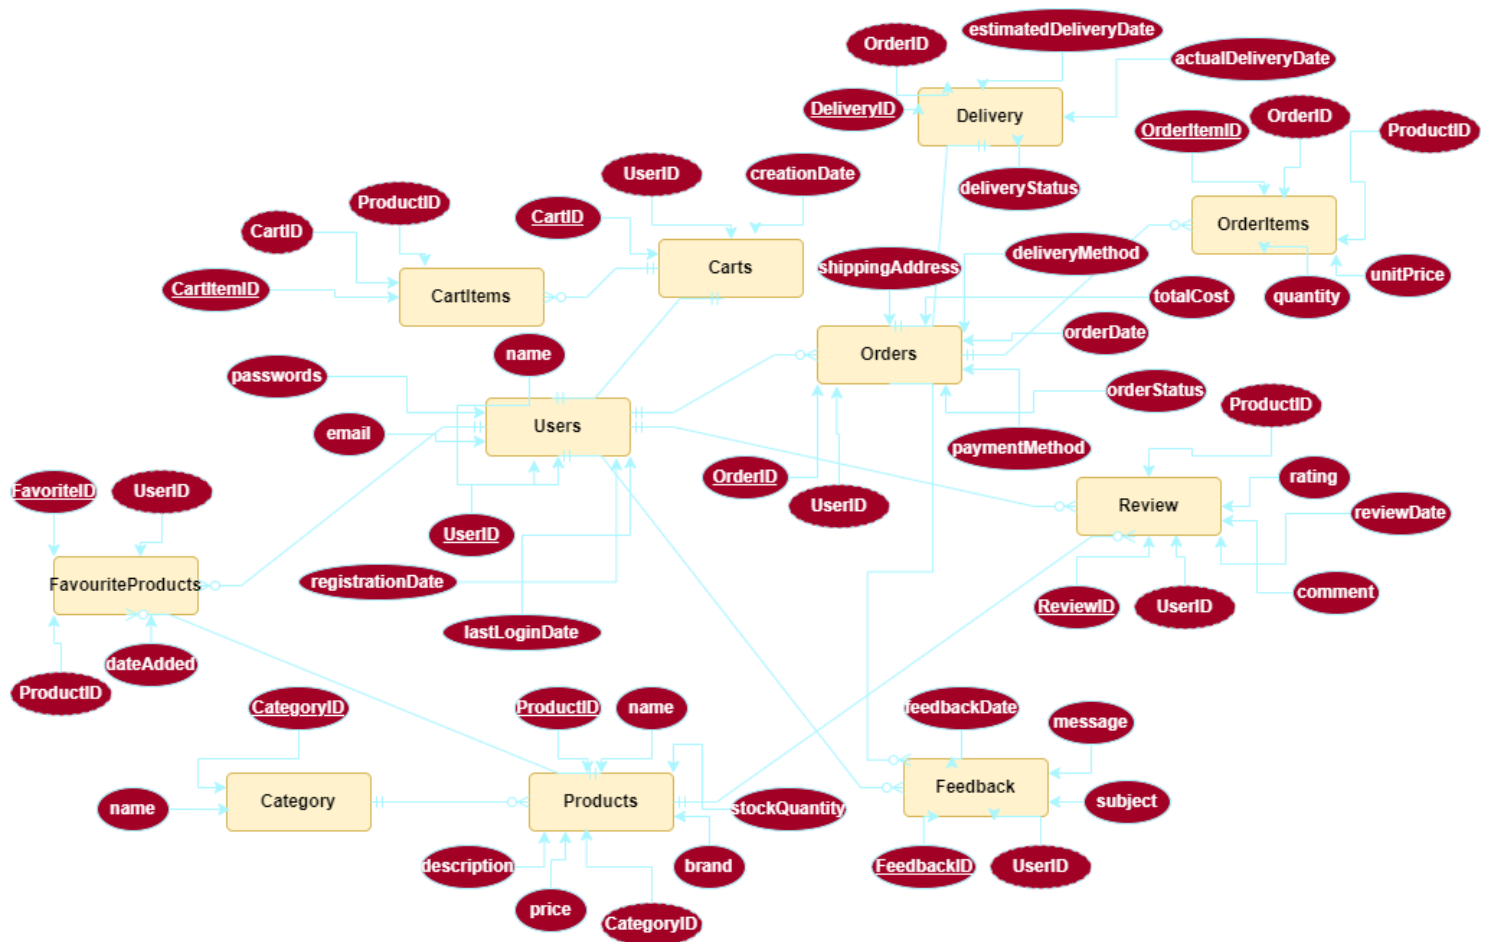 estimatedDeliveryDate
OrderID
actualDeliveryDate
DeliveryID
Delivery
OrderID
OrderItemID
ProductID
UserID
creationDate
deliveryStatus
ProductID
CartID
OrderItems
CartID
shippingAddress
deliveryMethod
Carts
unitPrice
CartItemID
CartItems
totalCost
quantity
orderDate
name
Orders
passwords
orderStatus
ProductID
Users
email
paymentMethod
OrderID
rating
FavoriteID
UserID
UserID
Review
reviewDate
UserID
registrationDate
FavouriteProducts
comment
ReviewID
UserID
lastLoginDate
dateAdded
ProductID
CategoryID
ProductID
name
feedbackDate
message
Feedback
Category
Products
name
stockQuantity
subject
description
brand
FeedbackID
UserID
price
CategoryID